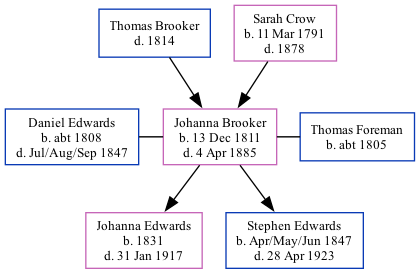 Thomas Brooker
d. 1814
Sarah Crow
b. 11 Mar 1791
d. 1878
Daniel Edwards
b. abt 1808
d. Jul/Aug/Sep 1847
Johanna Brooker
b. 13 Dec 1811
d. 4 Apr 1885
Thomas Foreman
b. abt 1805
Johanna Edwards
b. 1831
d. 31 Jan 1917
Stephen Edwards
b. Apr/May/Jun 1847
d. 28 Apr 1923